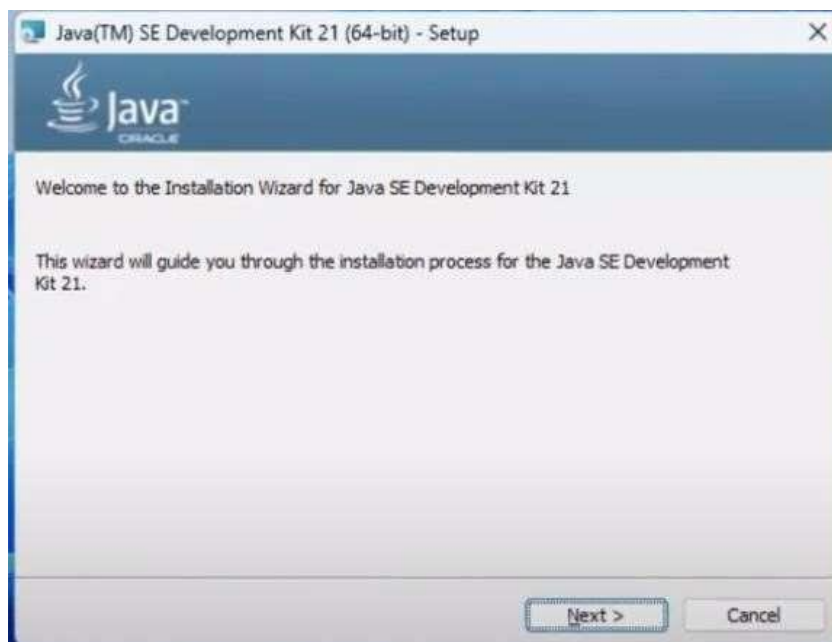 Java(TM) SE Development Kit 21 (64-bit) - Setup
Java™
ORACLE
Welcome to the Installation Wizard for Java SE Development Kit 21
This wizard will guide you through the installation process for the Java SE Development
Kit 21.
Next >
Cancel